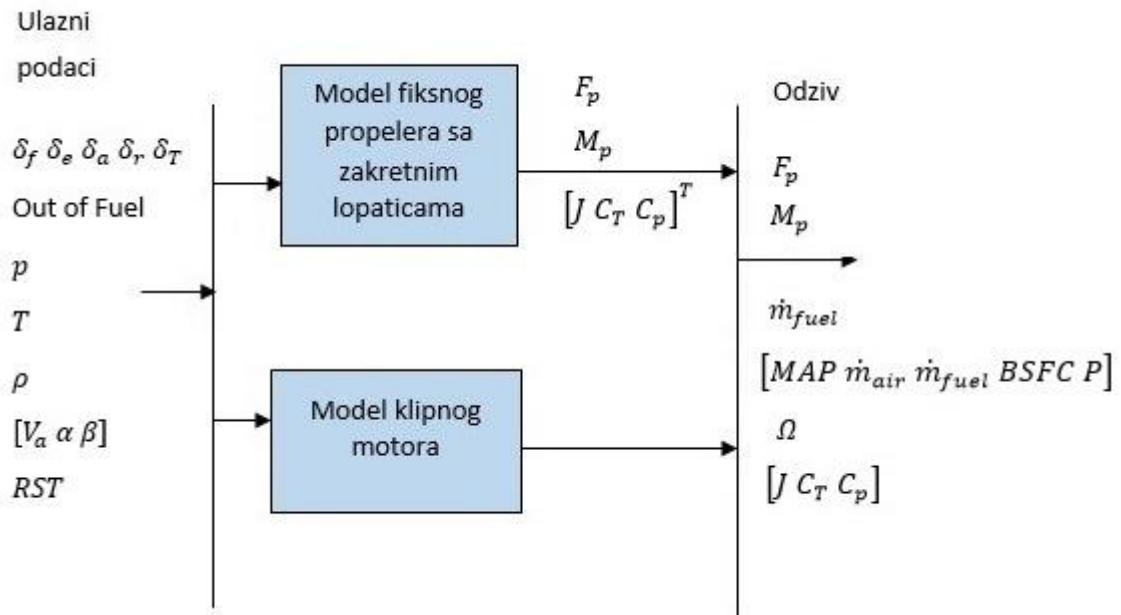 Ulazni
podaci
δ_f δ_e δ_a δ_r δ_T
Out of Fuel
p
T
ρ
[V_a α β]
RST
Model fiksnog
propelera sa
zakretnim
lopaticama
Model klipnog
motora
F_p
M_p
[J C_T C_p]^T
Odziv
F_p
M_p
ṁ_fuel
[MAP ṁ_air ṁ_fuel BSFC P]
Ω
[J C_T C_p]